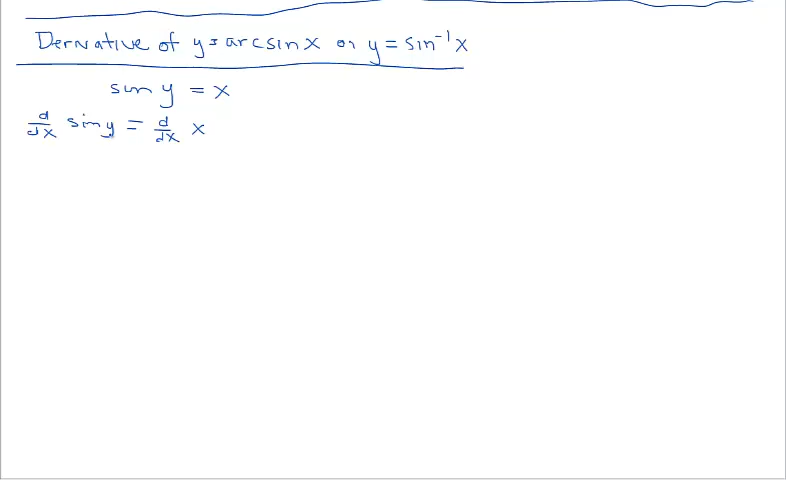 Derivative of y = arcsin x or y = sin⁻¹x
sin y = x
d/dx sin y = d/dx x